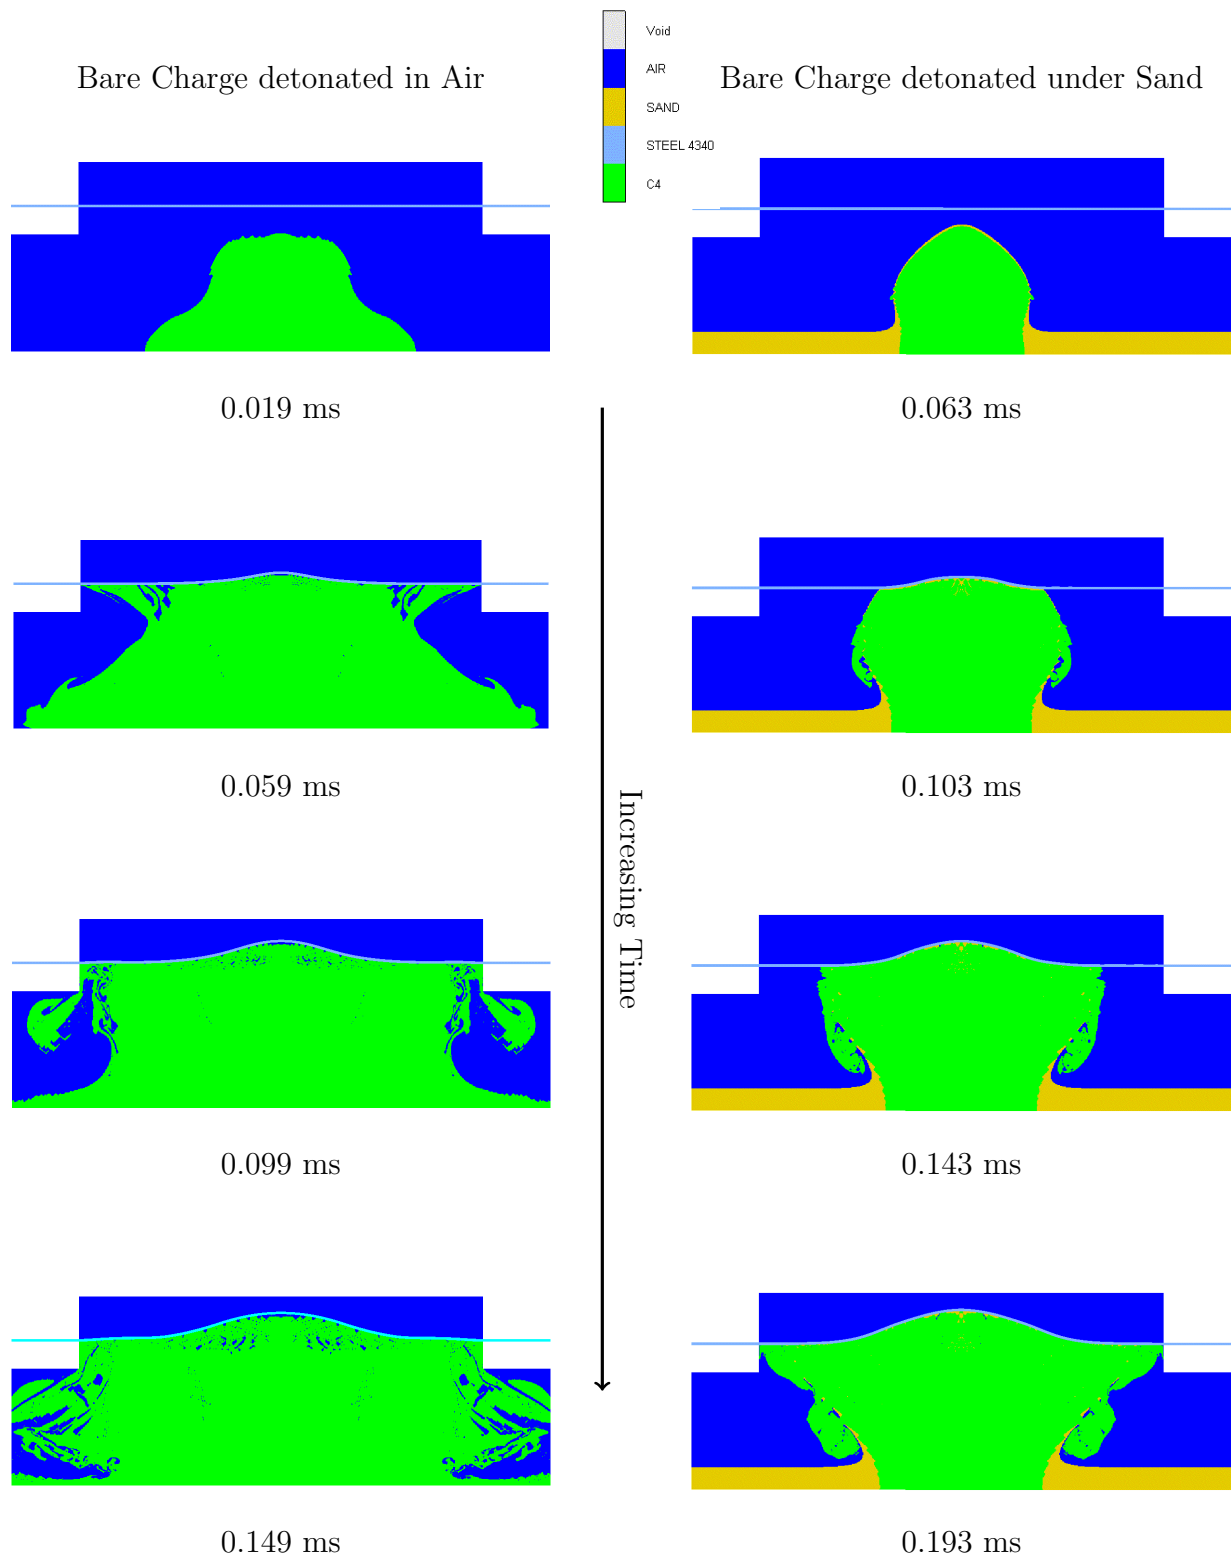 Void
AIR
SAND
STEEL 4340
C4
Bare Charge detonated in Air
Bare Charge detonated under Sand
0.019 ms
0.063 ms
0.059 ms
0.103 ms
Increasing Time
0.099 ms
0.143 ms
0.149 ms
0.193 ms